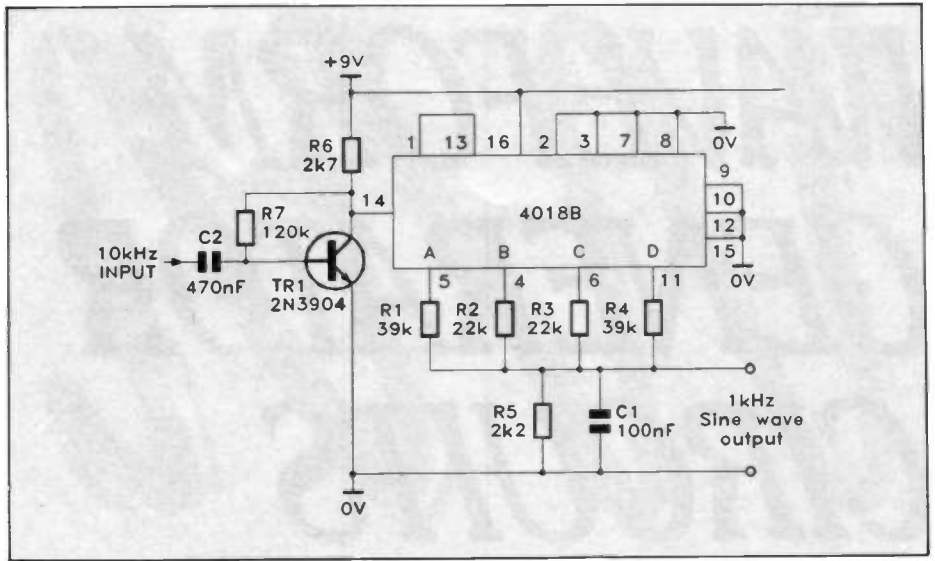 +9V
R6
2k7
1
13
16
2
3
7
8
0V
R7
120k
14
4018B
9
10
12
15
0V
10kHz
INPUT
C2
470nF
TR1
2N3904
A
B
C
D
5
4
6
11
R1
39k
R2
22k
R3
22k
R4
39k
R5
2k2
C1
100nF
1kHz
Sine wave
output
0V